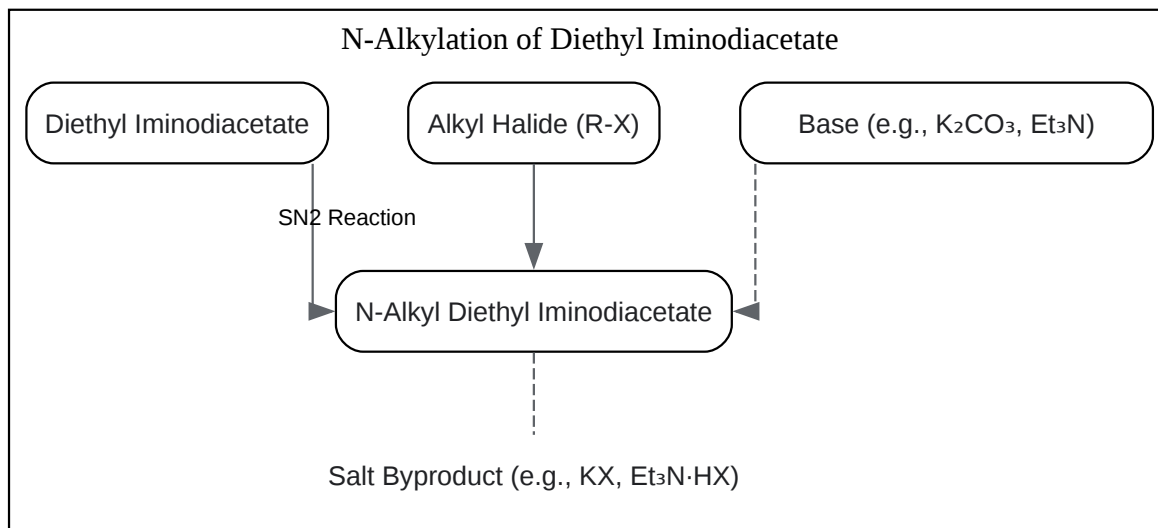 N-Alkylation of Diethyl Iminodiacetate
Diethyl Iminodiacetate
Alkyl Halide (R-X)
Base (e.g., K₂CO₃, Et₃N)
SN2 Reaction
N-Alkyl Diethyl Iminodiacetate
Salt Byproduct (e.g., KX, Et₃N·HX)